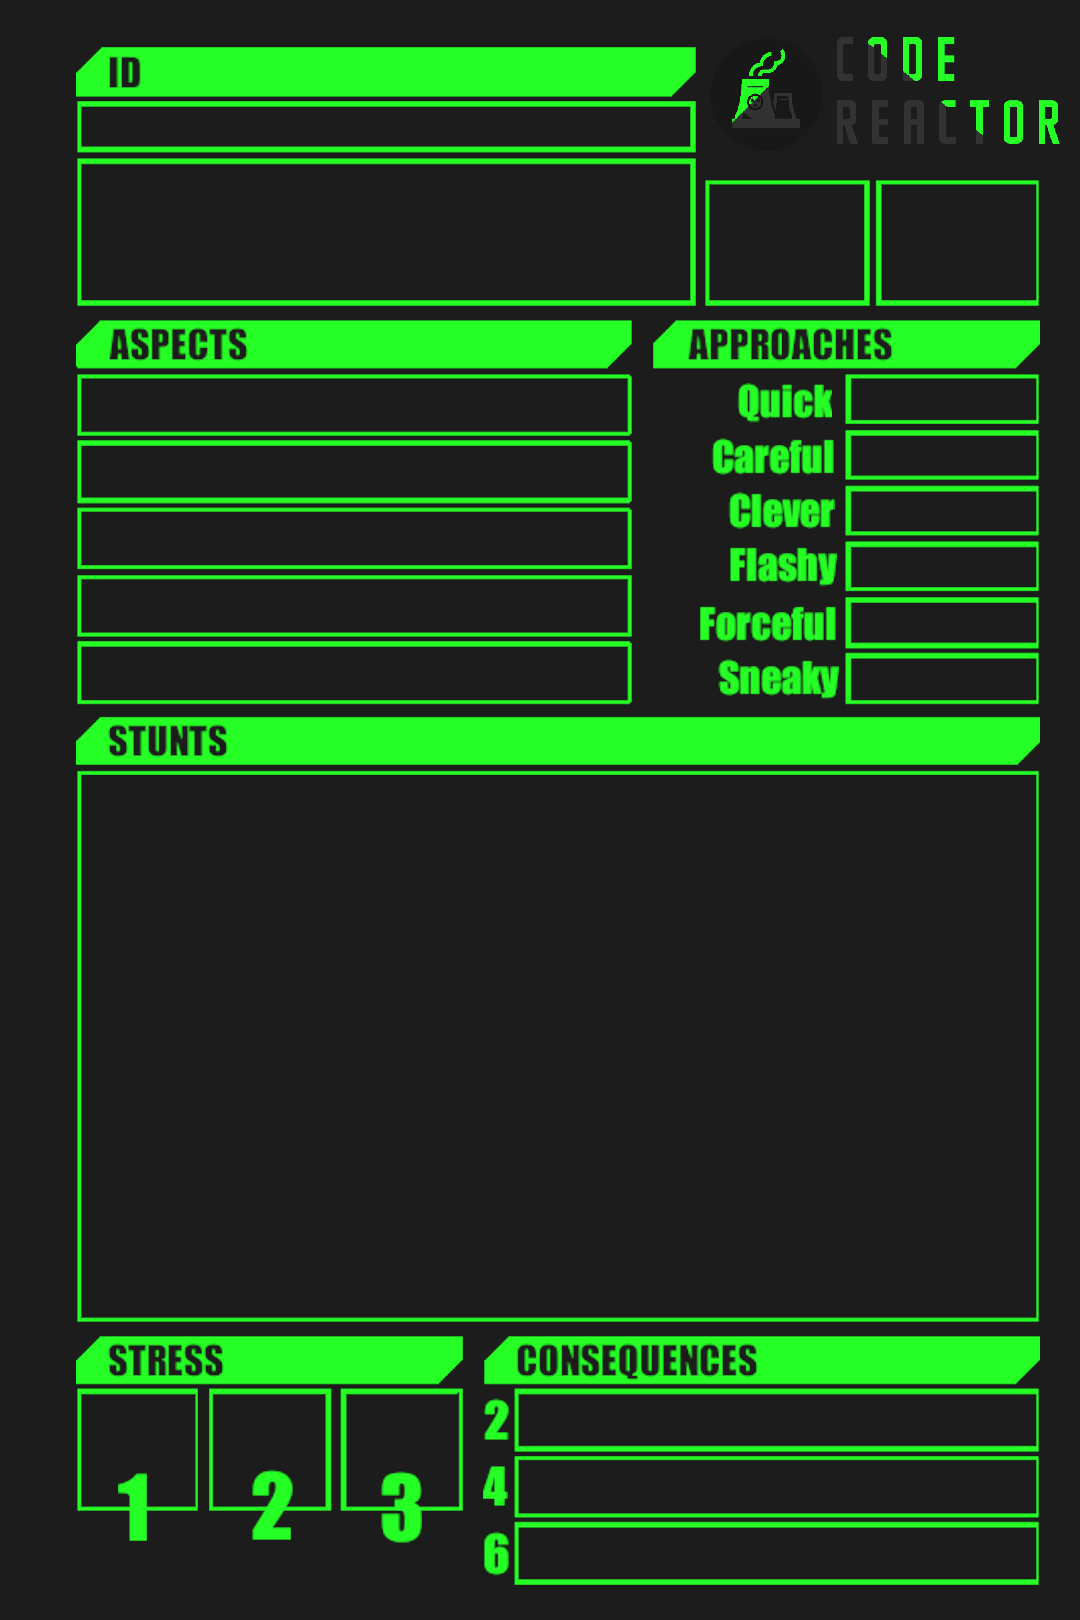 ID
CODE
REACTOR
ASPECTS
APPROACHES
Quick
Careful
Clever
Flashy
Forceful
Sneaky
STUNTS
STRESS
CONSEQUENCES
1 2 3
2
4
6